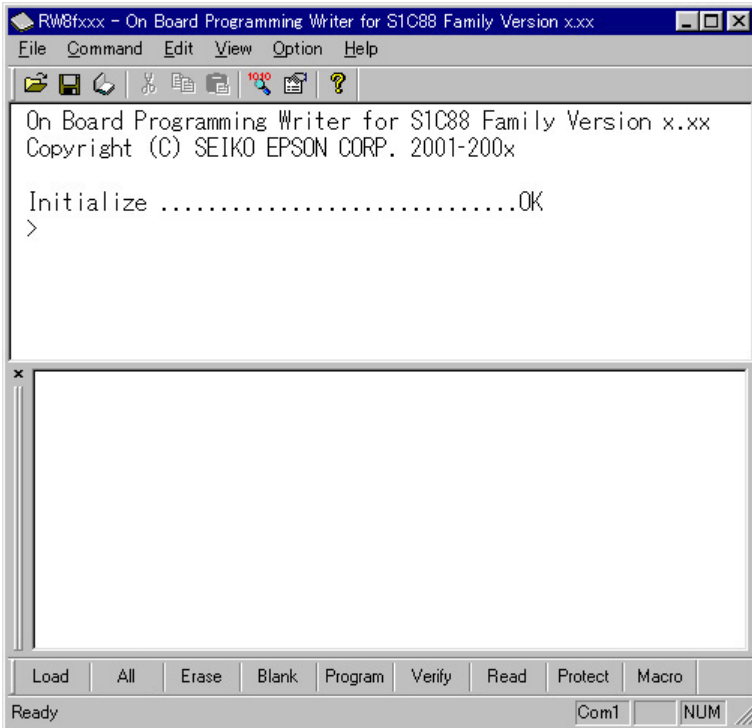 RW8fxxx - On Board Programming Writer for S1C88 Family Version x.xx
File Command Edit View Option Help
1010
On Board Programming Writer for S1C88 Family Version x.xx
Copyright (C) SEIKO EPSON CORP. 2001-200x
Initialize ..............................OK
>
Load All Erase Blank Program Verify Read Protect Macro
Ready Com1 NUM